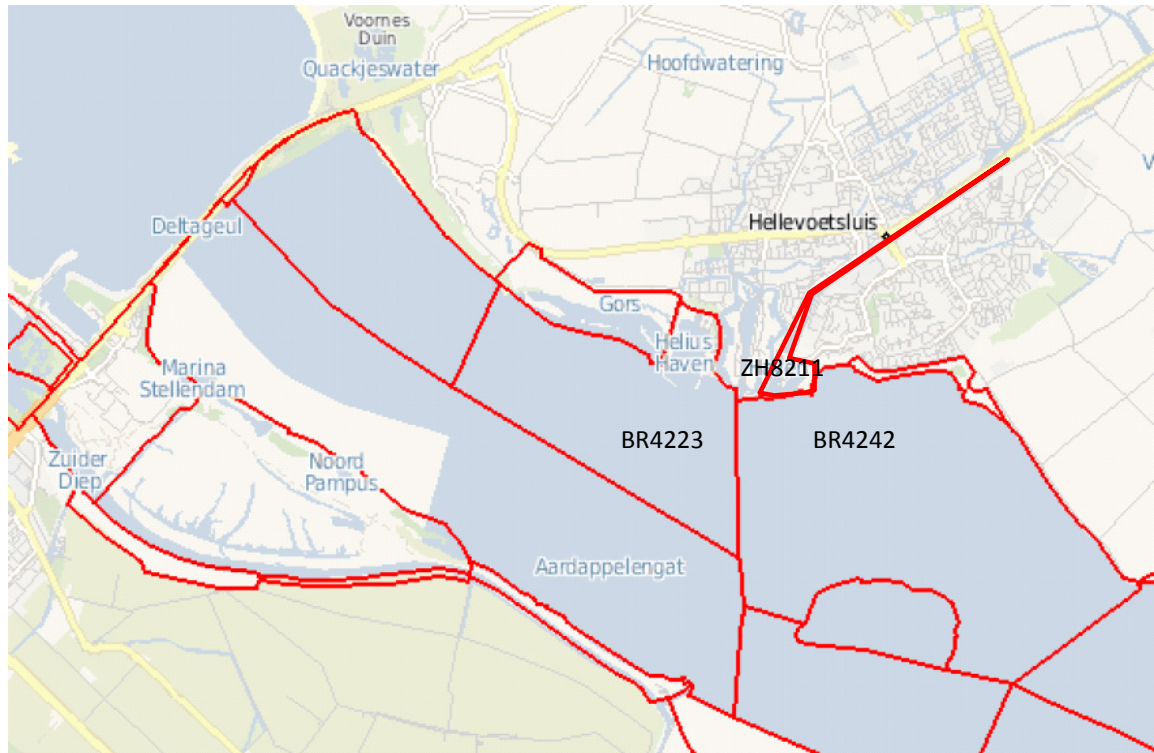 Voornes
Duin
Quackjeswater
Hoofdwatering
V
Deltageul
Hellevoetsluis
Gors
Helius
Haven
Marina
Stellendam
ZH8211
BR4223
BR4242
Zuider
Diep
Noord
Pampus
Aardappelengat